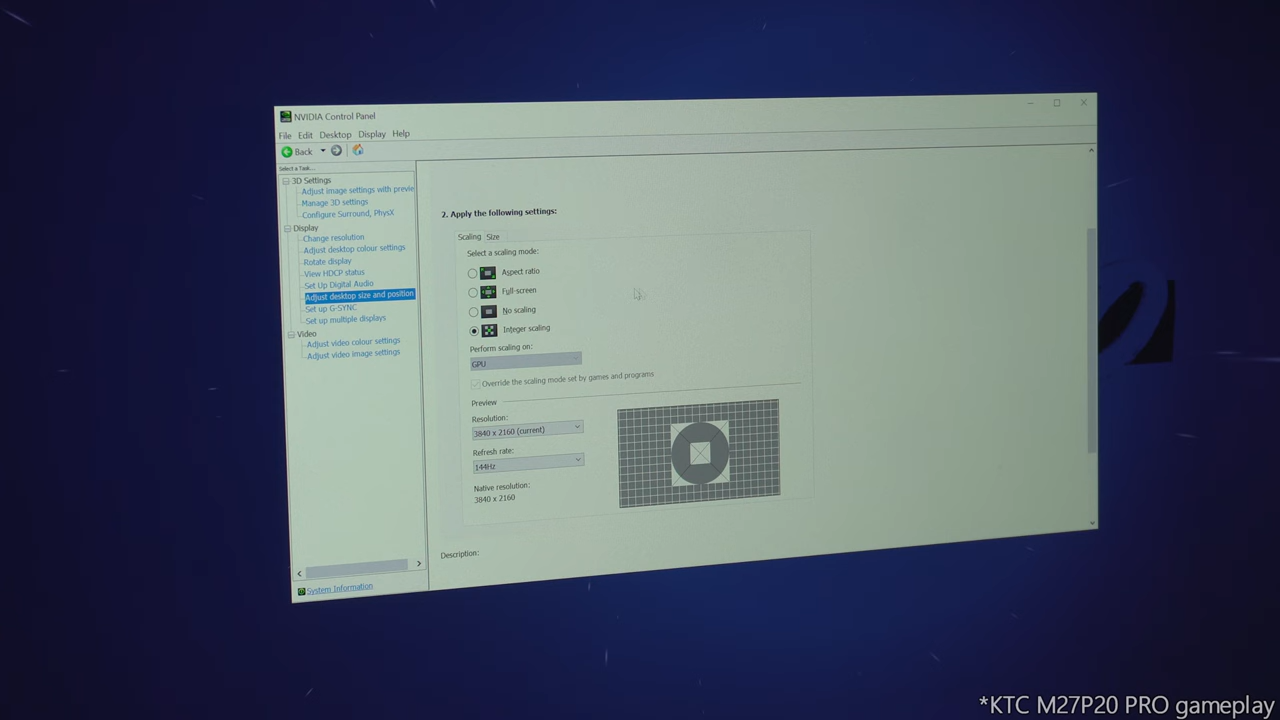 NVIDIA Control Panel
File Edit Desktop Display Help
Back
Select a Task...
3D Settings
Adjust image settings with previe
Manage 3D settings
Configure Surround, PhysX
Display
Change resolution
Adjust desktop colour settings
Rotate display
View HDCP status
Set Up Digital Audio
Adjust desktop size and position
Set up G-SYNC
Set up multiple displays
Video
Adjust video colour settings
Adjust video image settings
System Information
2. Apply the following settings:
Scaling Size
Select a scaling mode:
Aspect ratio
Full-screen
No scaling
Integer scaling
Perform scaling on:
GPU
Override the scaling mode set by games and programs
Preview
Resolution:
3840 x 2160 (current)
Refresh rate:
144Hz
Native resolution:
3840 x 2160
Description:
*KTC M27P20 PRO gameplay